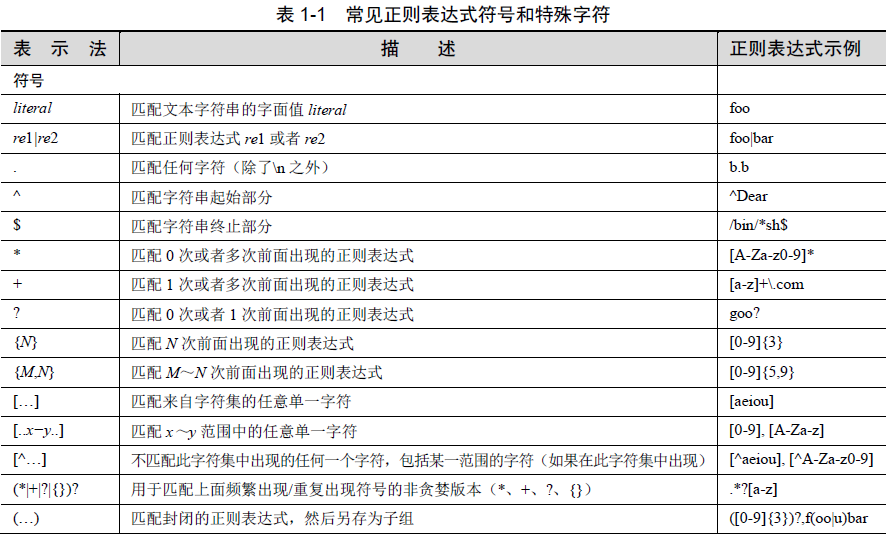 表 1-1 常见正则表达式符号和特殊字符
表 示 法 描 述 正则表达式示例
符号
literal 匹配文本字符串的字面值 literal foo
re1|re2 匹配正则表达式 re1 或者 re2 foo|bar
. 匹配任何字符（除了\n 之外） b.b
^ 匹配字符串起始部分 ^Dear
$ 匹配字符串终止部分 /bin/*sh$
* 匹配 0 次或者多次前面出现的正则表达式 [A-Za-z0-9]*
+ 匹配 1 次或者多次前面出现的正则表达式 [a-z]+\.com
? 匹配 0 次或者 1 次前面出现的正则表达式 goo?
{N} 匹配 N 次前面出现的正则表达式 [0-9]{3}
{M,N} 匹配 M～N 次前面出现的正则表达式 [0-9]{5,9}
[…] 匹配来自字符集的任意单一字符 [aeiou]
[..x−y..] 匹配 x～y 范围中的任意单一字符 [0-9], [A-Za-z]
[^…] 不匹配此字符集中出现的任何一个字符，包括某一范围的字符（如果在此字符集中出现） [^aeiou], [^A-Za-z0-9]
(*|+|?|{})? 用于匹配上面频繁出现/重复出现符号的非贪婪版本（*、+、?、{}） .*?[a-z]
(…) 匹配封闭的正则表达式，然后另存为子组 ([0-9]{3})?,f(oo|u)bar